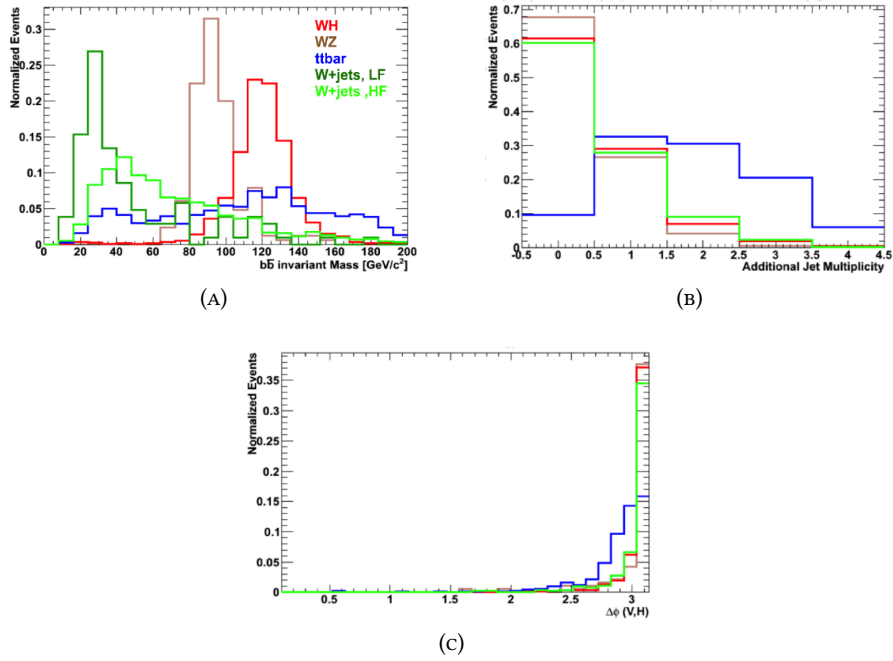 Normalized Events
0.3
0.25
0.2
0.15
0.1
0.05
0
WH
WZ
ttbar
W+jets, LF
W+jets ,HF
0 20 40 60 80 100 120 140 160 180 200
bb̄ invariant Mass [GeV/c²]
(A)
Normalized Events
0.7
0.6
0.5
0.4
0.3
0.2
0.1
0
-0.5 0 0.5 1 1.5 2 2.5 3 3.5 4 4.5
Additional Jet Multiplicity
(B)
Normalized Events
0.35
0.3
0.25
0.2
0.15
0.1
0.05
0
0.5 1 1.5 2 2.5 3
Δϕ (V,H)
(C)